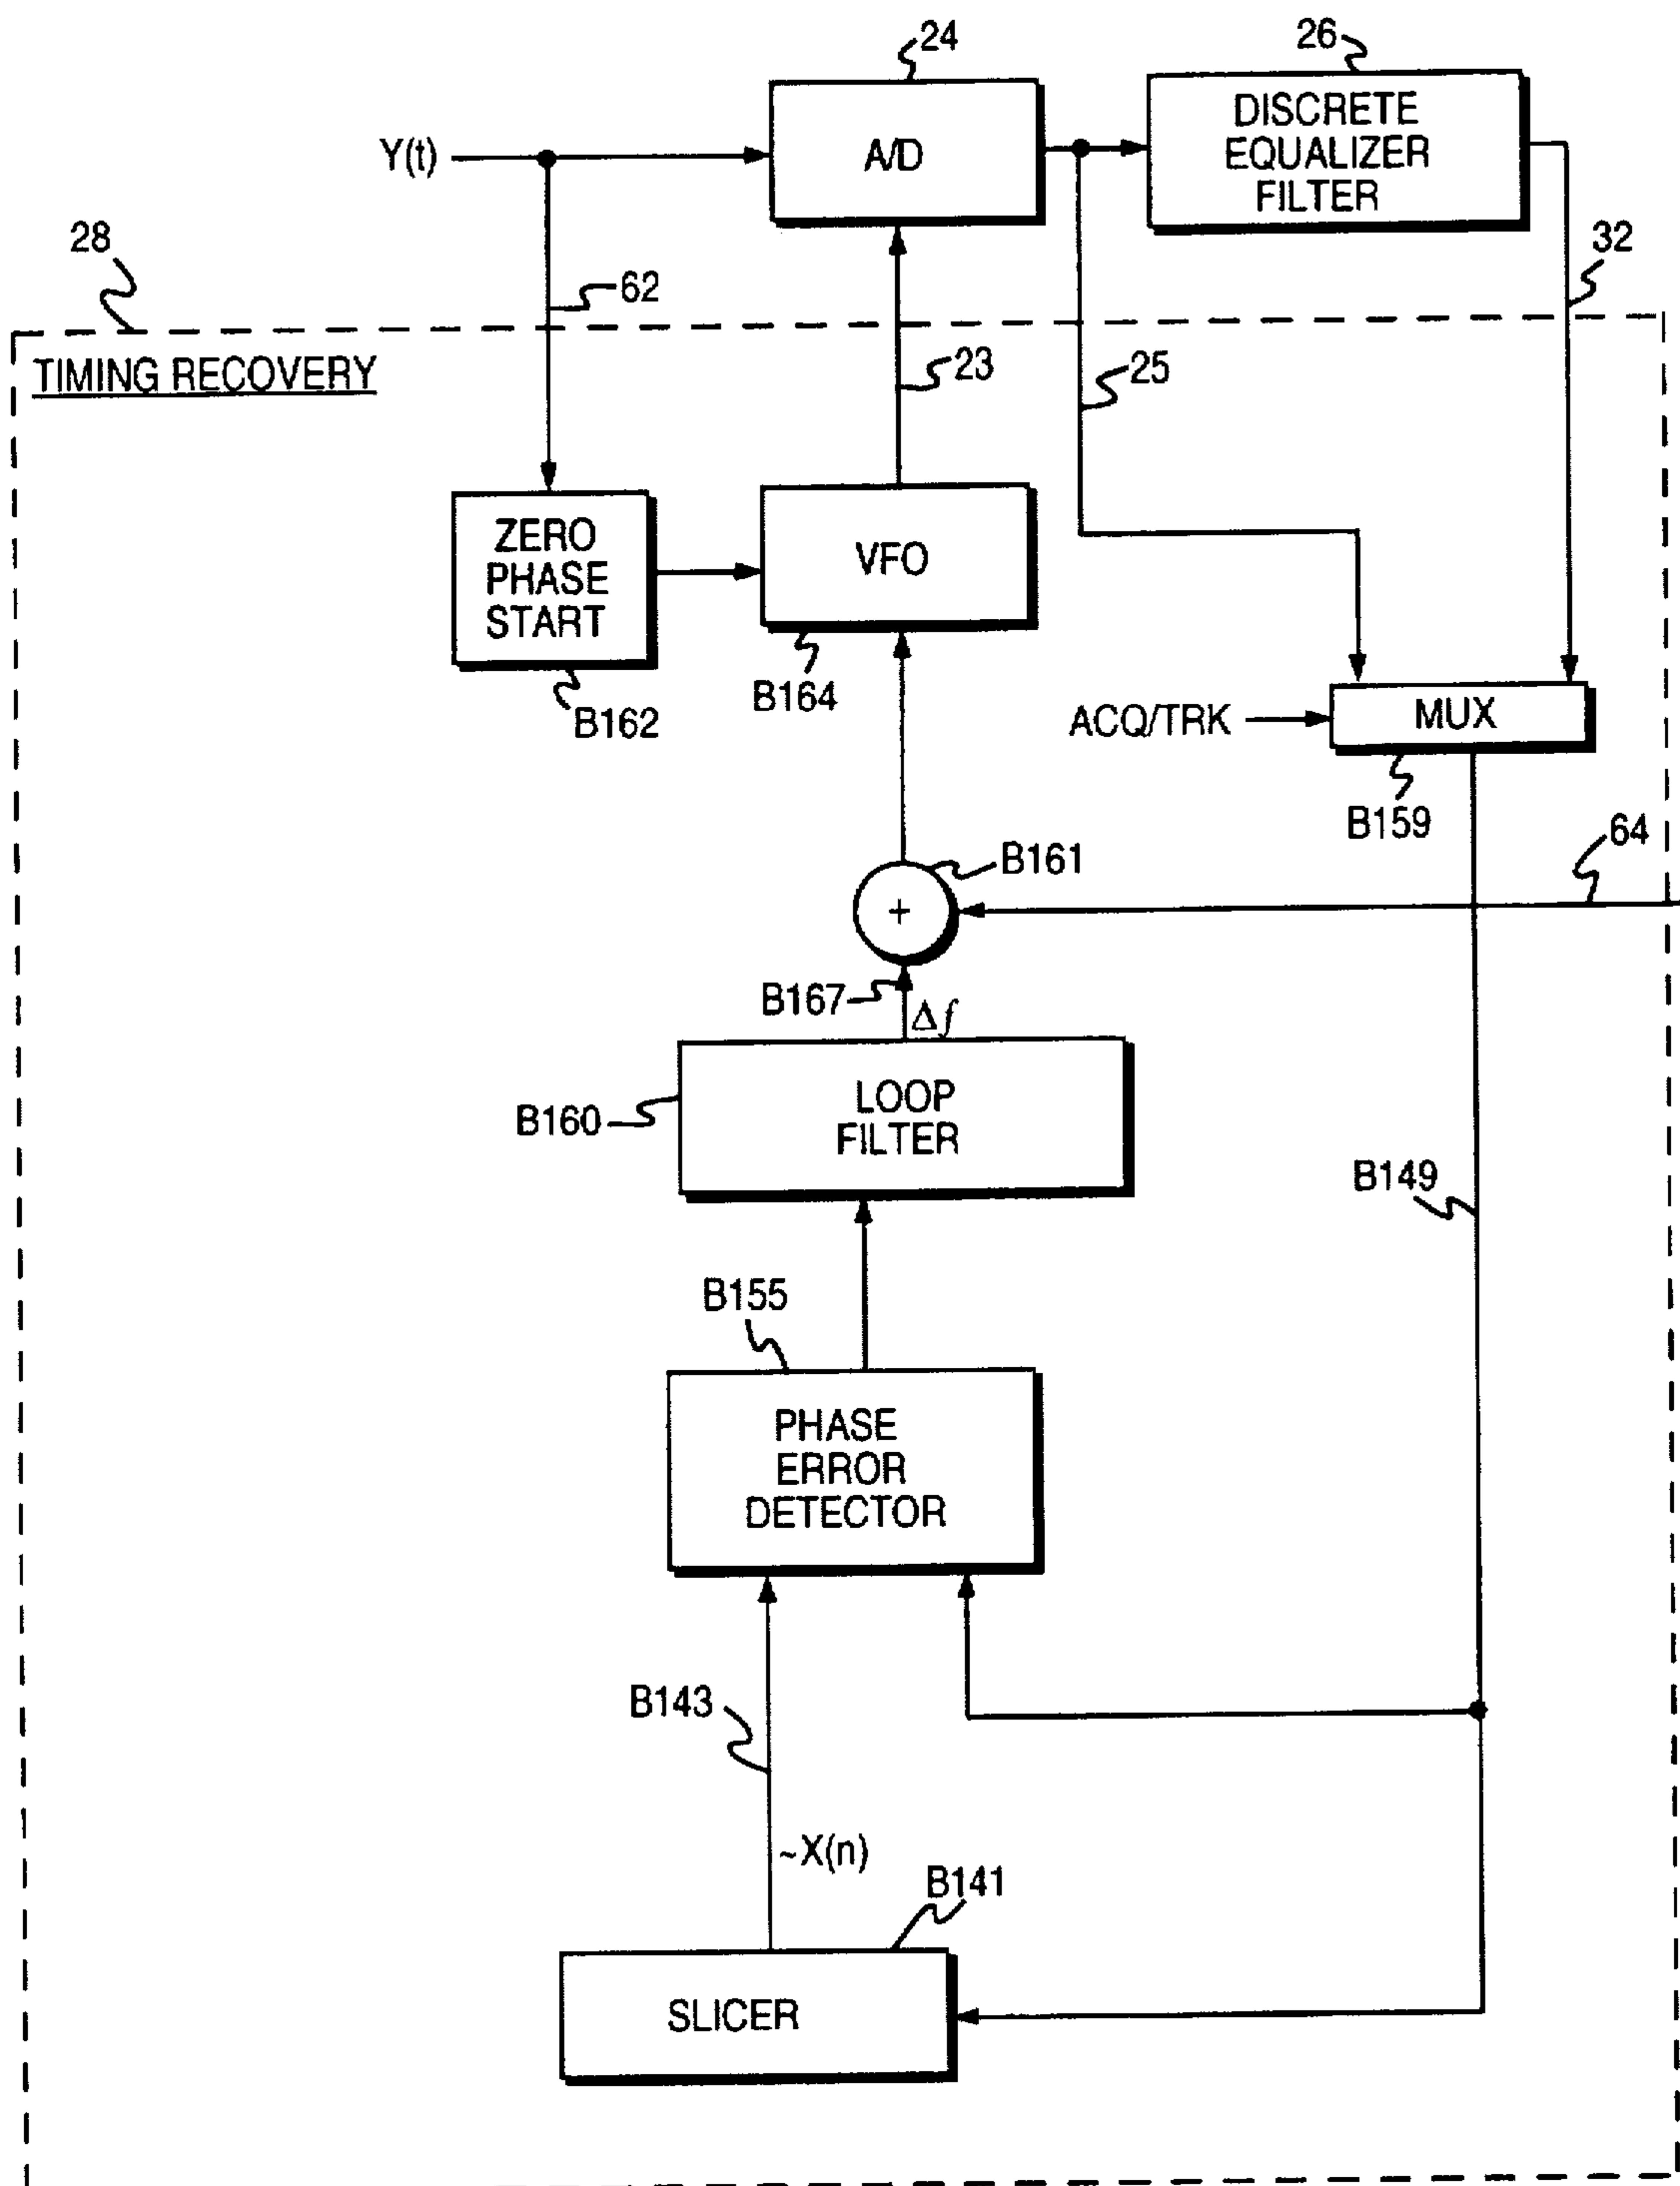 24
26
Y(t)
A/D
DISCRETE
EQUALIZER
FILTER
28
62
32
TIMING RECOVERY
23
25
ZERO
PHASE
START
VFO
B164
B162
ACQ/TRK
MUX
B159
64
B161
+
B167
Δf
B160
LOOP
FILTER
B149
B155
PHASE
ERROR
DETECTOR
B143
~X(n)
B141
SLICER